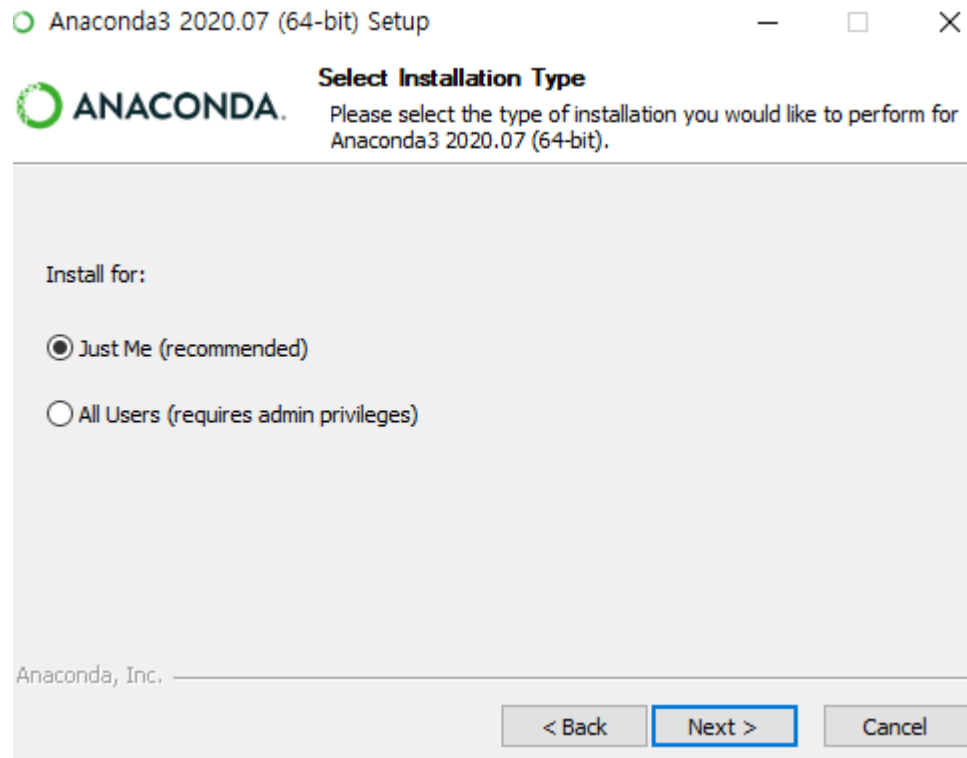 Anaconda3 2020.07 (64-bit) Setup
ANACONDA.
Select Installation Type
Please select the type of installation you would like to perform for
Anaconda3 2020.07 (64-bit).
Install for:
Just Me (recommended)
All Users (requires admin privileges)
Anaconda, Inc.
< Back
Next >
Cancel